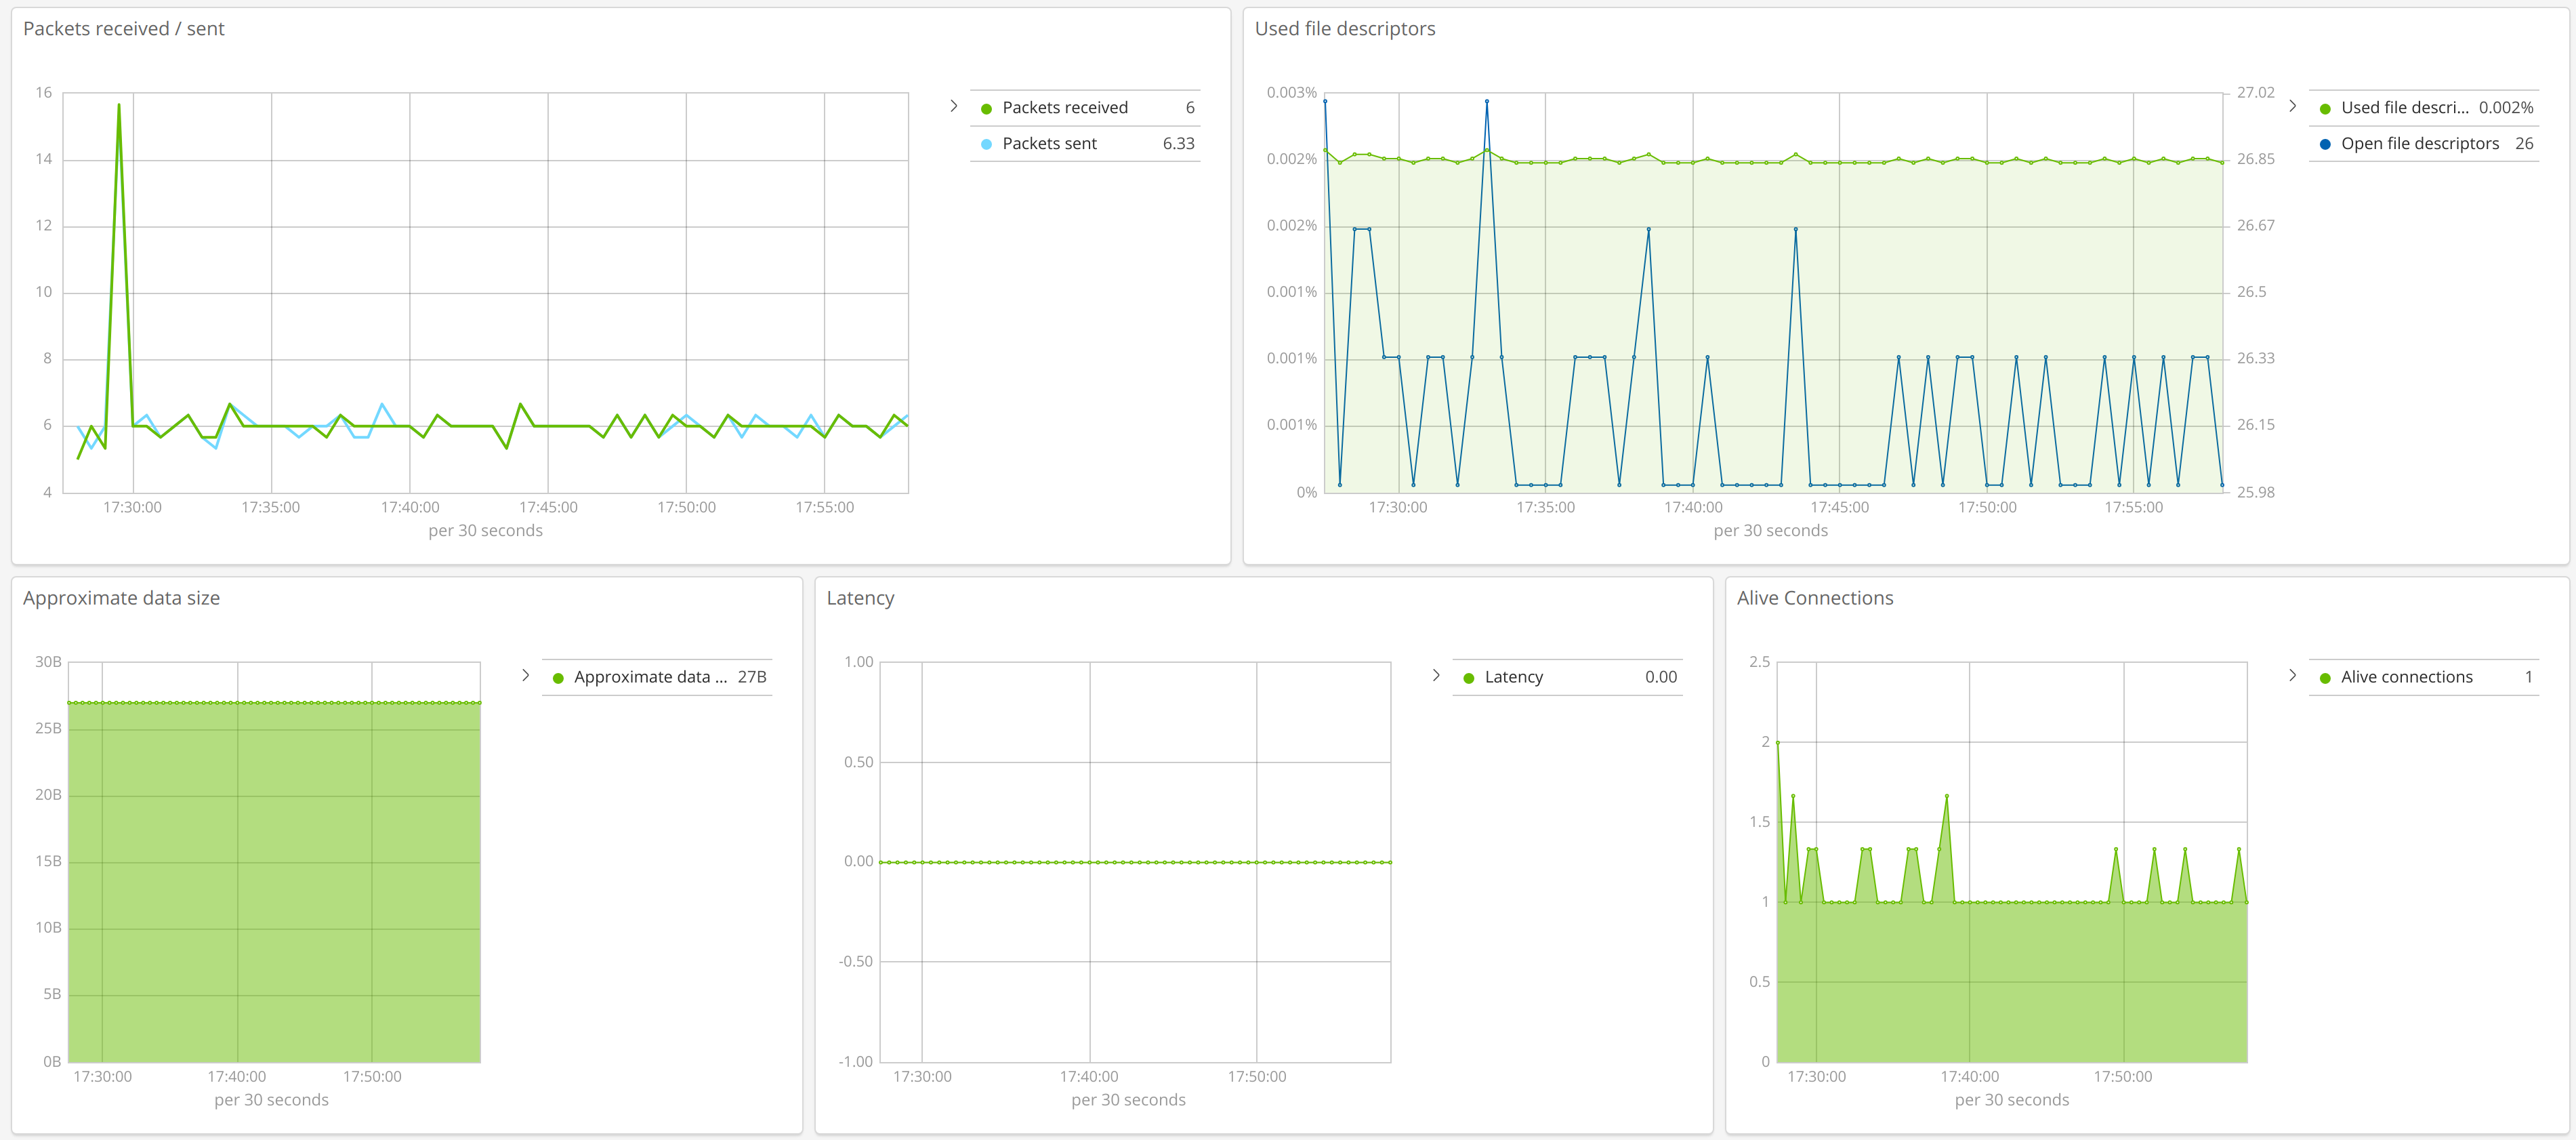 Packets received / sent
16
14
12
10
8
6
4
17:30:00 17:35:00 17:40:00 17:45:00 17:50:00 17:55:00
per 30 seconds
Packets received 6
Packets sent 6.33
Used file descriptors
0.003%
0.002%
0.002%
0.001%
0.001%
0.001%
0%
27.02
26.85
26.67
26.5
26.33
26.15
25.98
17:30:00 17:35:00 17:40:00 17:45:00 17:50:00 17:55:00
per 30 seconds
Used file descri... 0.002%
Open file descriptors 26
Approximate data size
30B
25B
20B
15B
10B
5B
0B
17:30:00 17:40:00 17:50:00
per 30 seconds
Approximate data ... 27B
Latency
1.00
0.50
0.00
-0.50
-1.00
17:30:00 17:40:00 17:50:00
per 30 seconds
Latency 0.00
Alive Connections
2.5
2
1.5
1
0.5
0
17:30:00 17:40:00 17:50:00
per 30 seconds
Alive connections 1